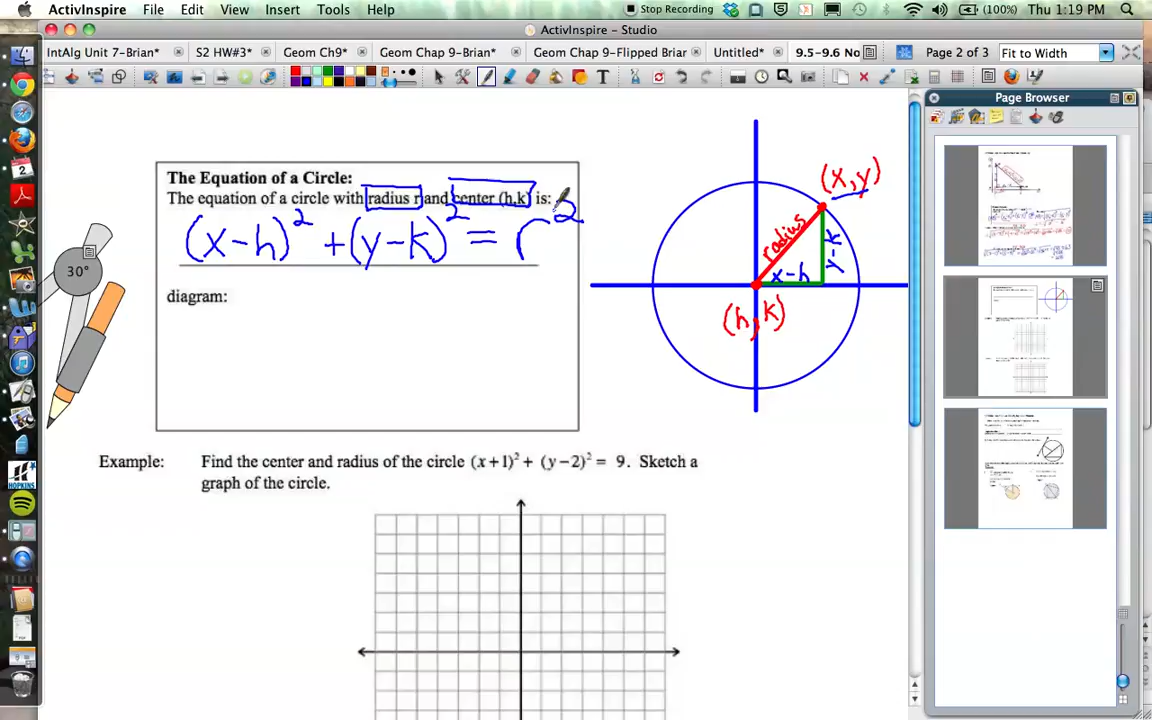 ActivInspire File Edit View Insert Tools Help Stop Recording (100%) Thu 1:19 PM
ActivInspire - Studio
IntAlg Unit 7-Brian* S2 HW#3* Geom Ch9* Geom Chap 9-Brian* Geom Chap 9-Flipped Briar Untitled* 9.5-9.6 No Page 2 of 3 Fit to Width
Page Browser
The Equation of a Circle:
The equation of a circle with radius r and center (h,k) is:
(x-h)² + (y-k)² = r²
diagram:
(x,y)
radius
y-k
x-h
(h,k)
30°
HOPKINS
Example: Find the center and radius of the circle (x+1)² + (y−2)² = 9. Sketch a
graph of the circle.